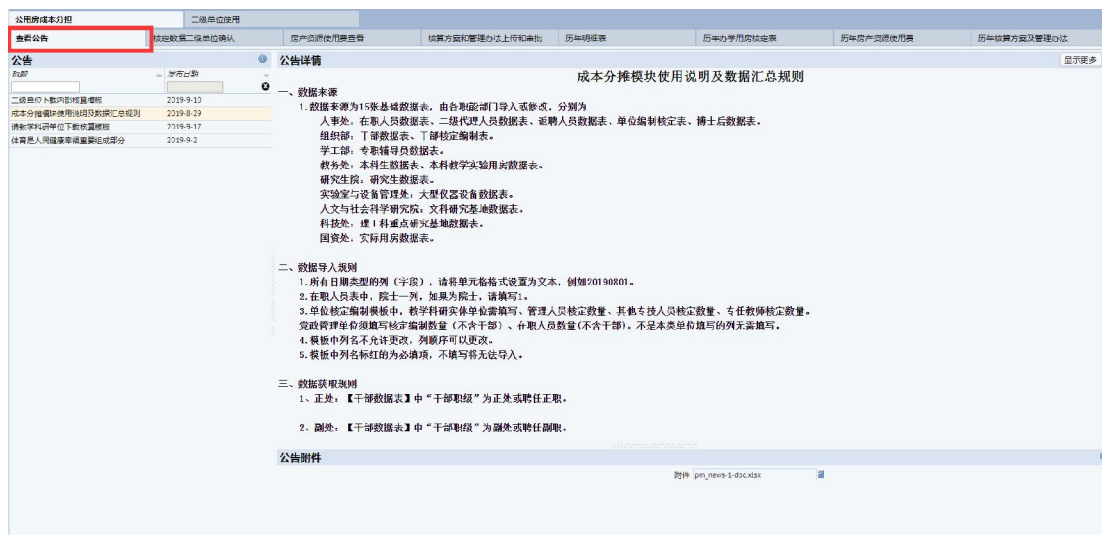 公用房成本分担
二级单位使用
查看公告
核定数据二级单位确认
房产资源使用费查看
核算方案和管理办法上传和审批
历年明细表
历年办学用房核定表
历年房产资源使用费
历年核算方案及管理办法
公告
公告详情
显示更多
标题
发布日期
成本分摊模块使用说明及数据汇总规则
二级单位下载内部核算模板
2019-9-10
成本分摊模块使用说明及数据汇总规则
2019-8-29
请教学科研单位下载核算模板
2019-9-17
体育是人民健康幸福重要组成部分
2019-9-2
一、数据来源
1.数据来源为15张基础数据表,由各职能部门导入或修改,分别为
人事处:在职人员数据表、二级代理人员数据表、返聘人员数据表、单位编制核定表、博士后数据表。
组织部:干部数据表、干部核定编制表。
学工部:专职辅导员数据表。
教务处:本科生数据表、本科教学实验用房数据表。
研究生院:研究生数据表。
实验室与设备管理处:大型仪器设备数据表。
人文与社会科学研究院:文科研究基地数据表。
科技处:理工科重点研究基地数据表。
国资处:实际用房数据表。
二、数据导入规则
1.所有日期类型的列(字段),请将单元格格式设置为文本,例如20190801。
2.在职人员表中,院士一列,如果为院士,请填写1。
3.单位核定编制模板中,教学科研实体单位需填写、管理人员核定数量、其他专技人员核定数量、专任教师核定数量。
党政管理单位须填写核定编制数量(不含干部)、在职人员数量(不含干部)。不是本类单位填写的列无需填写。
4.模板中列名不允许更改,列顺序可以更改。
5.模板中列名标红的为必填项,不填写将无法导入。
三、数据获取规则
1、正处:【干部数据表】中“干部职级”为正处或聘任正职。
2、副处:【干部数据表】中“干部职级”为副处或聘任副职。
公告附件
附件 pm_news-1-doc.xlsx